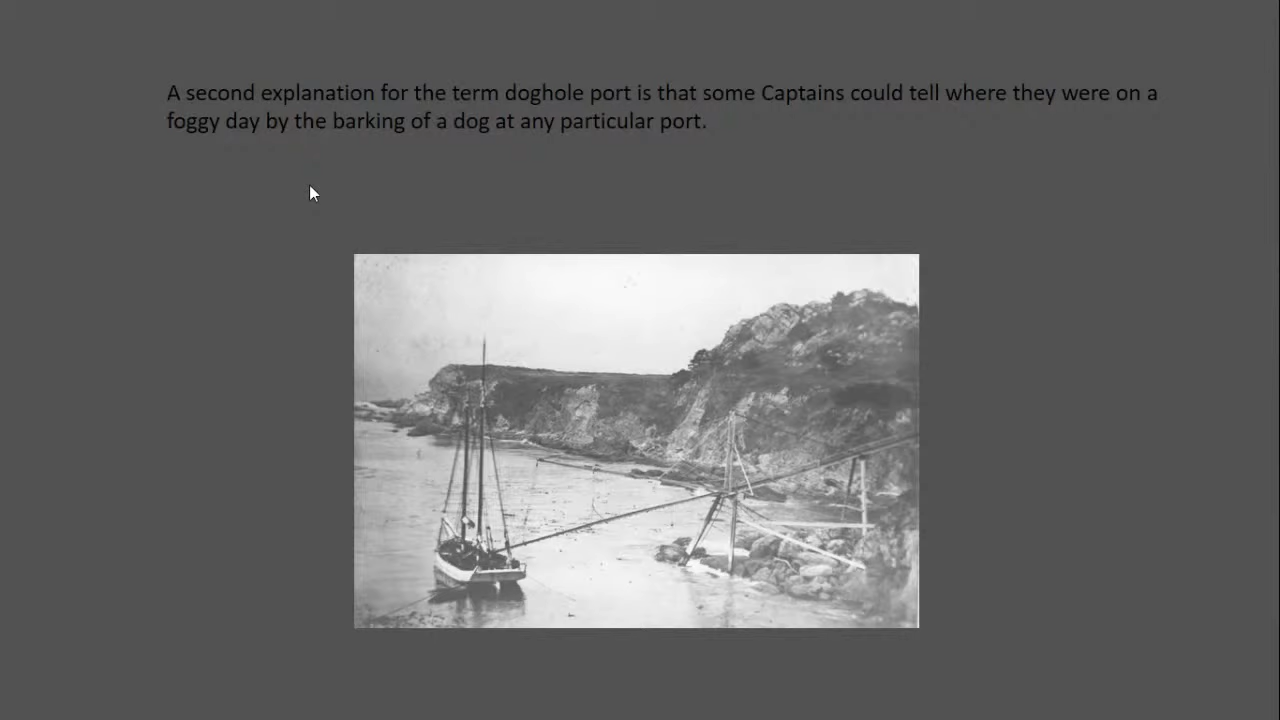 A second explanation for the term doghole port is that some Captains could tell where they were on a
foggy day by the barking of a dog at any particular port.